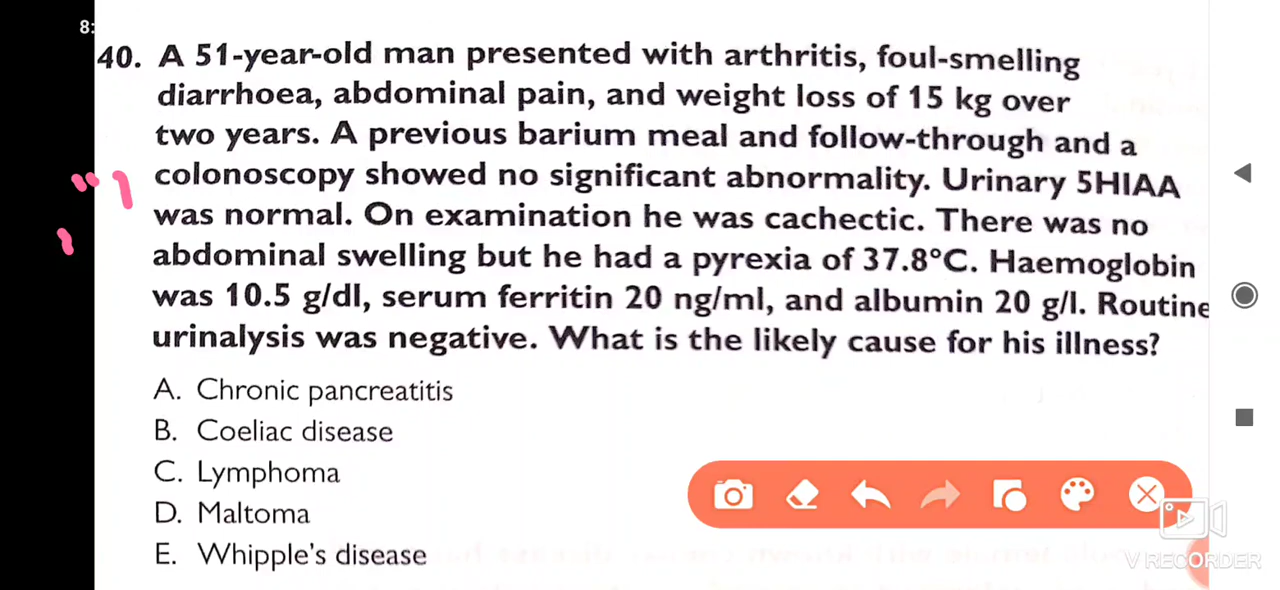 8:
40. A 51-year-old man presented with arthritis, foul-smelling
diarrhoea, abdominal pain, and weight loss of 15 kg over
two years. A previous barium meal and follow-through and a
colonoscopy showed no significant abnormality. Urinary 5HIAA
was normal. On examination he was cachectic. There was no
abdominal swelling but he had a pyrexia of 37.8°C. Haemoglobin
was 10.5 g/dl, serum ferritin 20 ng/ml, and albumin 20 g/l. Routine
urinalysis was negative. What is the likely cause for his illness?
A. Chronic pancreatitis
B. Coeliac disease
C. Lymphoma
D. Maltoma
E. Whipple's disease
V RECORDER